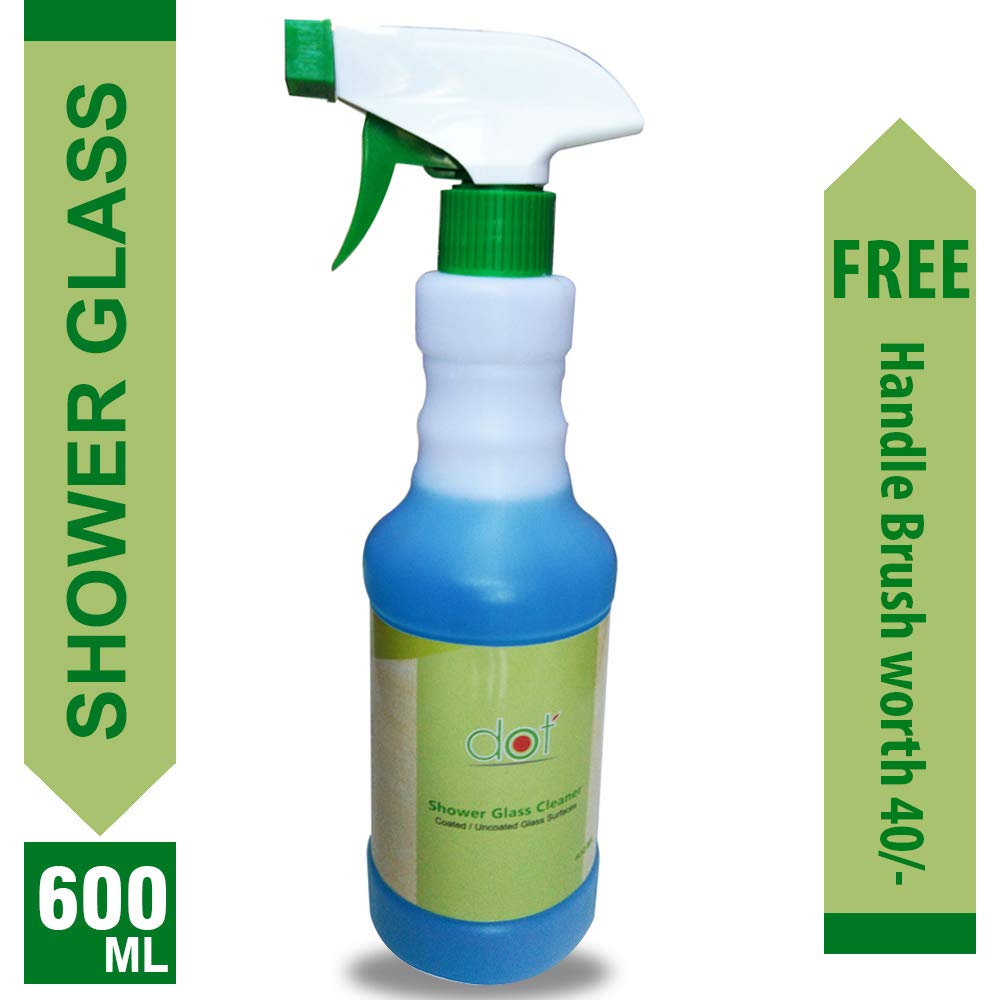 SHOWER GLASS
600
ML
dot
Shower Glass Cleaner
Coated / Uncoated Glass Surfaces
FREE
Handle Brush worth 40/-